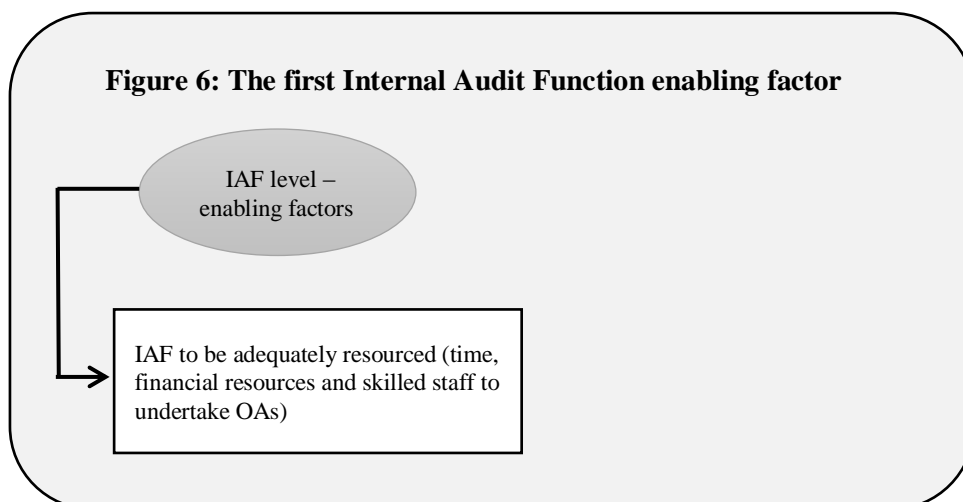 Figure 6: The first Internal Audit Function enabling factor
IAF level –
enabling factors
IAF to be adequately resourced (time,
financial resources and skilled staff to
undertake OAs)